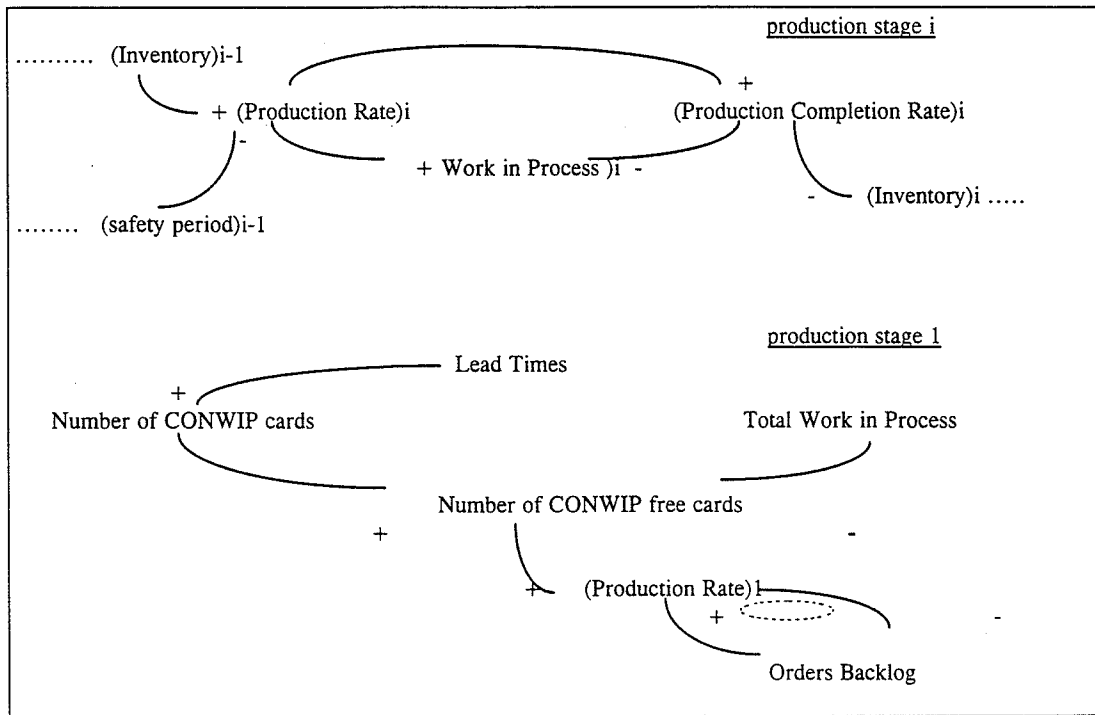 production stage i
.......... (Inventory)i-1
+
+ (Production Rate)i (Production Completion Rate)i
-
+ Work in Process )i -
- (Inventory)i .....
........ (safety period)i-1
production stage 1
Lead Times
+
Number of CONWIP cards Total Work in Process
Number of CONWIP free cards
+ -
+ (Production Rate)1
+ -
Orders Backlog